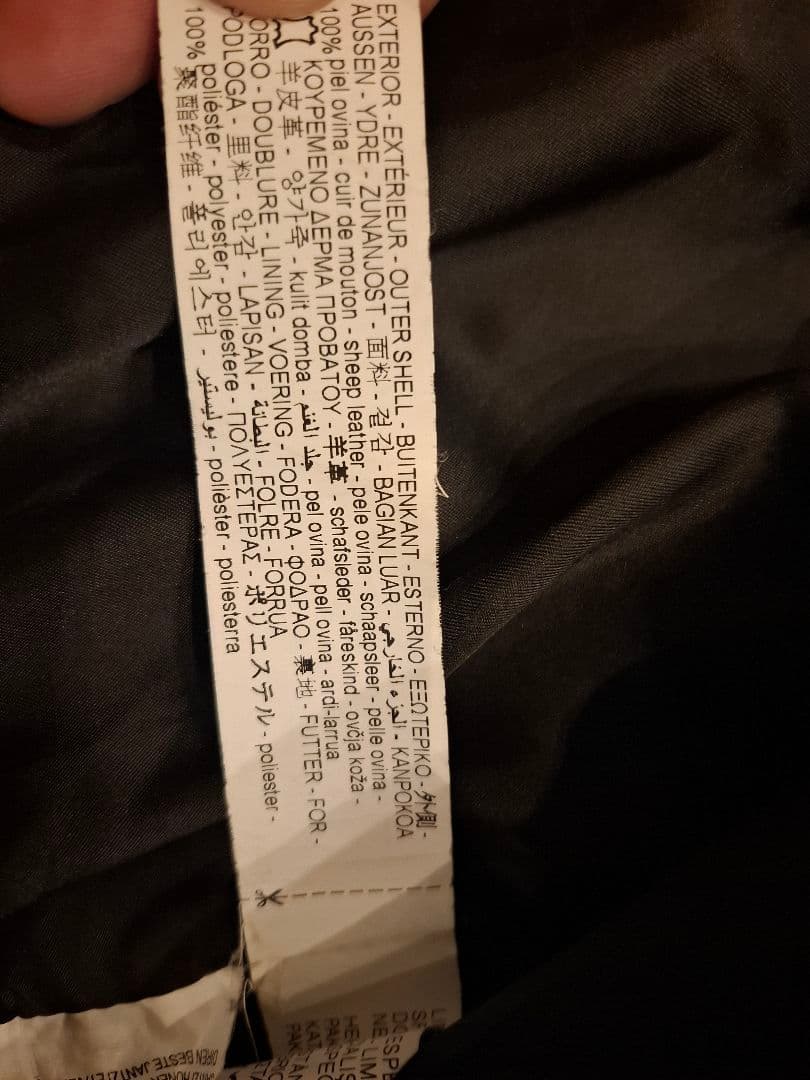 EXTERIOR - EXTÉRIEUR - OUTER SHELL - BUITENKANT - ESTERNO - ΕΞΩΤΕΡΙΚΟ - 外側 -
AUSSEN - YDRE - ZUNANJOST - 面料 - 겉감 - BAGIAN LUAR - الجزء الخارجي - KANPOKOA
100% piel ovina - cuir de mouton - sheep leather - pele ovina - schaapsleer - pelle ovina -
ΚΟΥΡΕΜΕΝΟ ΔΕΡΜΑ ΠΡΟΒΑΤΟΥ - 羊革 - schafsleder - fåreskind - ovčja koža -
羊皮革 - 양가죽 - kulit domba - جلد الغنم - pel ovina - pell ovina - ardi-larrua
FORRO - DOUBLURE - LINING - VOERING - FODERA - ΦΟΔΡΑΟ - 裏地 - FUTTER - FOR -
PODLOGA - 里料 - 안감 - LAPISAN - البطانة - FOLRE - FORRUA
100% poliéster - polyester - poliestere - ΠΟΛΥΕΣΤΕΡΑΣ - ポリエステル - poliester -
聚酯纤维 - 폴리에스터 - بوليستير - polièster - poliesterra